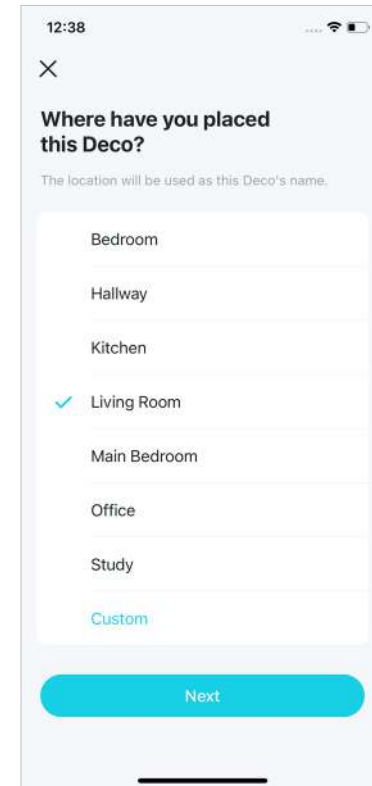 12:38
Where have you placed
this Deco?
The location will be used as this Deco's name.
Bedroom
Hallway
Kitchen
Living Room
Main Bedroom
Office
Study
Custom
Next